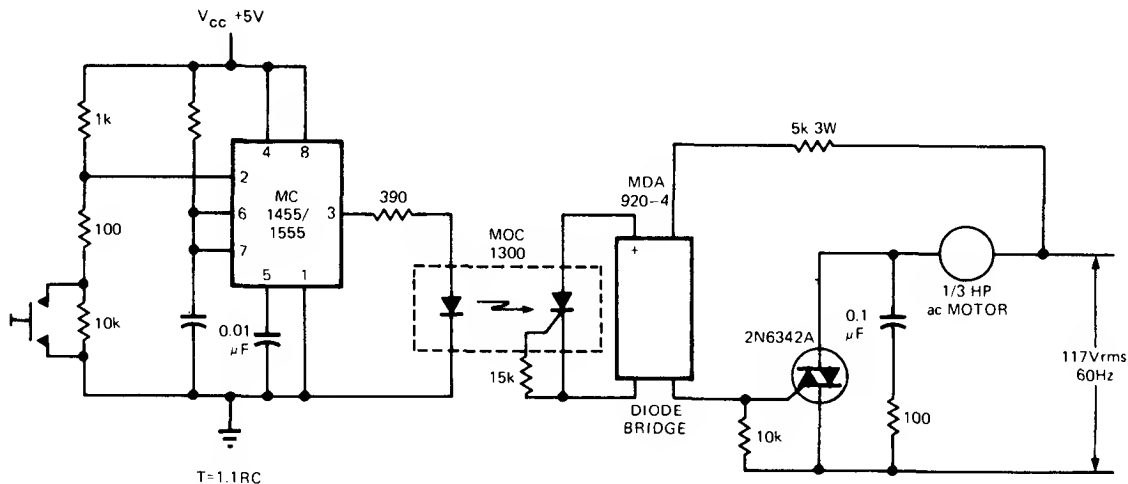 Vcc +5V
1k
100
10k
4
8
2
6
7
5
1
3
MC
1455/
1555
0.01
μF
390
MOC
1300
15k
MDA
920-4
+
DIODE
BRIDGE
5k 3W
1/3 HP
ac MOTOR
0.1
μF
2N6342A
10k
100
117Vrms
60Hz
T=1.1RC